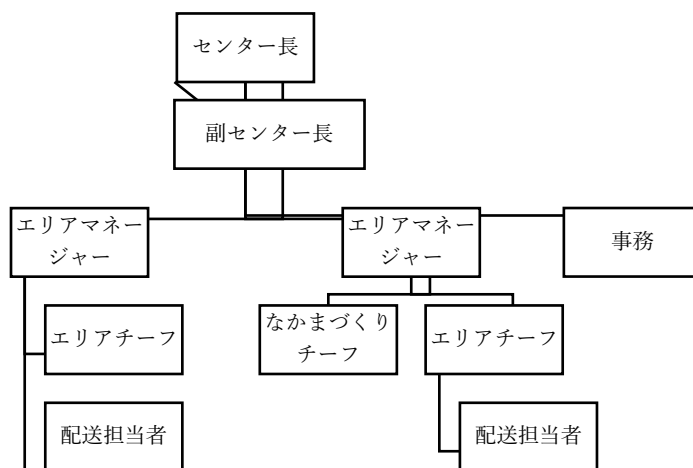 センター長
副センター長
エリアマネー
ジャー
エリアマネー
ジャー
事務
エリアチーフ
なかまづくり
チーフ
エリアチーフ
配送担当者
配送担当者